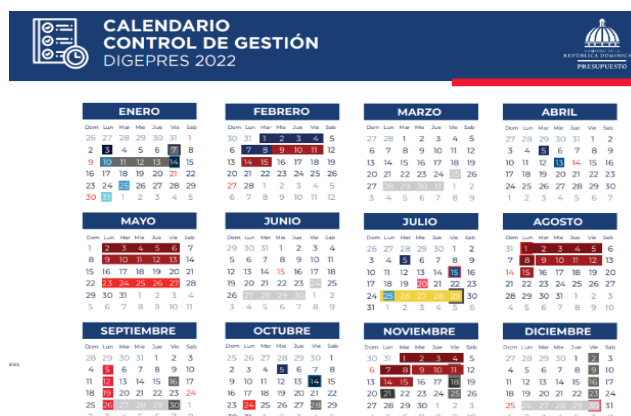 CALENDARIO
CONTROL DE GESTIÓN
DIGEPRES 2022
GOBIERNO DE LA
REPÚBLICA DOMINICANA
PRESUPUESTO
ENERO FEBRERO MARZO ABRIL
Dom Lun Mar Mie Jue Vie Sab Dom Lun Mar Mie Jue Vie Sab Dom Lun Mar Mie Jue Vie Sab Dom Lun Mar Mie Jue Vie Sab
26 27 28 29 30 31 1 30 31 1 2 3 4 5 27 28 1 2 3 4 5 27 28 29 30 31 1 2
2 3 4 5 6 7 8 6 7 8 9 10 11 12 6 7 8 9 10 11 12 3 4 5 6 7 8 9
9 10 11 12 13 14 15 13 14 15 16 17 18 19 13 14 15 16 17 18 19 10 11 12 13 14 15 16
16 17 18 19 20 21 22 20 21 22 23 24 25 26 20 21 22 23 24 25 26 17 18 19 20 21 22 23
23 24 25 26 27 28 29 27 28 1 2 3 4 5 27 28 29 30 31 1 2 24 25 26 27 28 29 30
30 31 1 2 3 4 5 6 7 8 9 10 11 12 3 4 5 6 7 8 9 1 2 3 4 5 6 7
MAYO JUNIO JULIO AGOSTO
Dom Lun Mar Mie Jue Vie Sab Dom Lun Mar Mie Jue Vie Sab Dom Lun Mar Mie Jue Vie Sab Dom Lun Mar Mie Jue Vie Sab
1 2 3 4 5 6 7 29 30 31 1 2 3 4 26 27 28 29 30 1 2 31 1 2 3 4 5 6
8 9 10 11 12 13 14 5 6 7 8 9 10 11 3 4 5 6 7 8 9 7 8 9 10 11 12 13
15 16 17 18 19 20 21 12 13 14 15 16 17 18 10 11 12 13 14 15 16 14 15 16 17 18 19 20
22 23 24 25 26 27 28 19 20 21 22 23 24 25 17 18 19 20 21 22 23 21 22 23 24 25 26 27
29 30 31 1 2 3 4 26 27 28 29 30 1 2 24 25 26 27 28 29 30 28 29 30 31 1 2 3
5 6 7 8 9 10 11 3 4 5 6 7 8 9 31 1 2 3 4 5 6 4 5 6 7 8 9 10
SEPTIEMBRE OCTUBRE NOVIEMBRE DICIEMBRE
Dom Lun Mar Mie Jue Vie Sab Dom Lun Mar Mie Jue Vie Sab Dom Lun Mar Mie Jue Vie Sab Dom Lun Mar Mie Jue Vie Sab
28 29 30 31 1 2 3 25 26 27 28 29 30 1 30 31 1 2 3 4 5 27 28 29 30 1 2 3
4 5 6 7 8 9 10 2 3 4 5 6 7 8 6 7 8 9 10 11 12 4 5 6 7 8 9 10
11 12 13 14 15 16 17 9 10 11 12 13 14 15 13 14 15 16 17 18 19 11 12 13 14 15 16 17
18 19 20 21 22 23 24 16 17 18 19 20 21 22 20 21 22 23 24 25 26 18 19 20 21 22 23 24
25 26 27 28 29 30 1 23 24 25 26 27 28 29 27 28 29 30 1 2 3 25 26 27 28 29 30 31